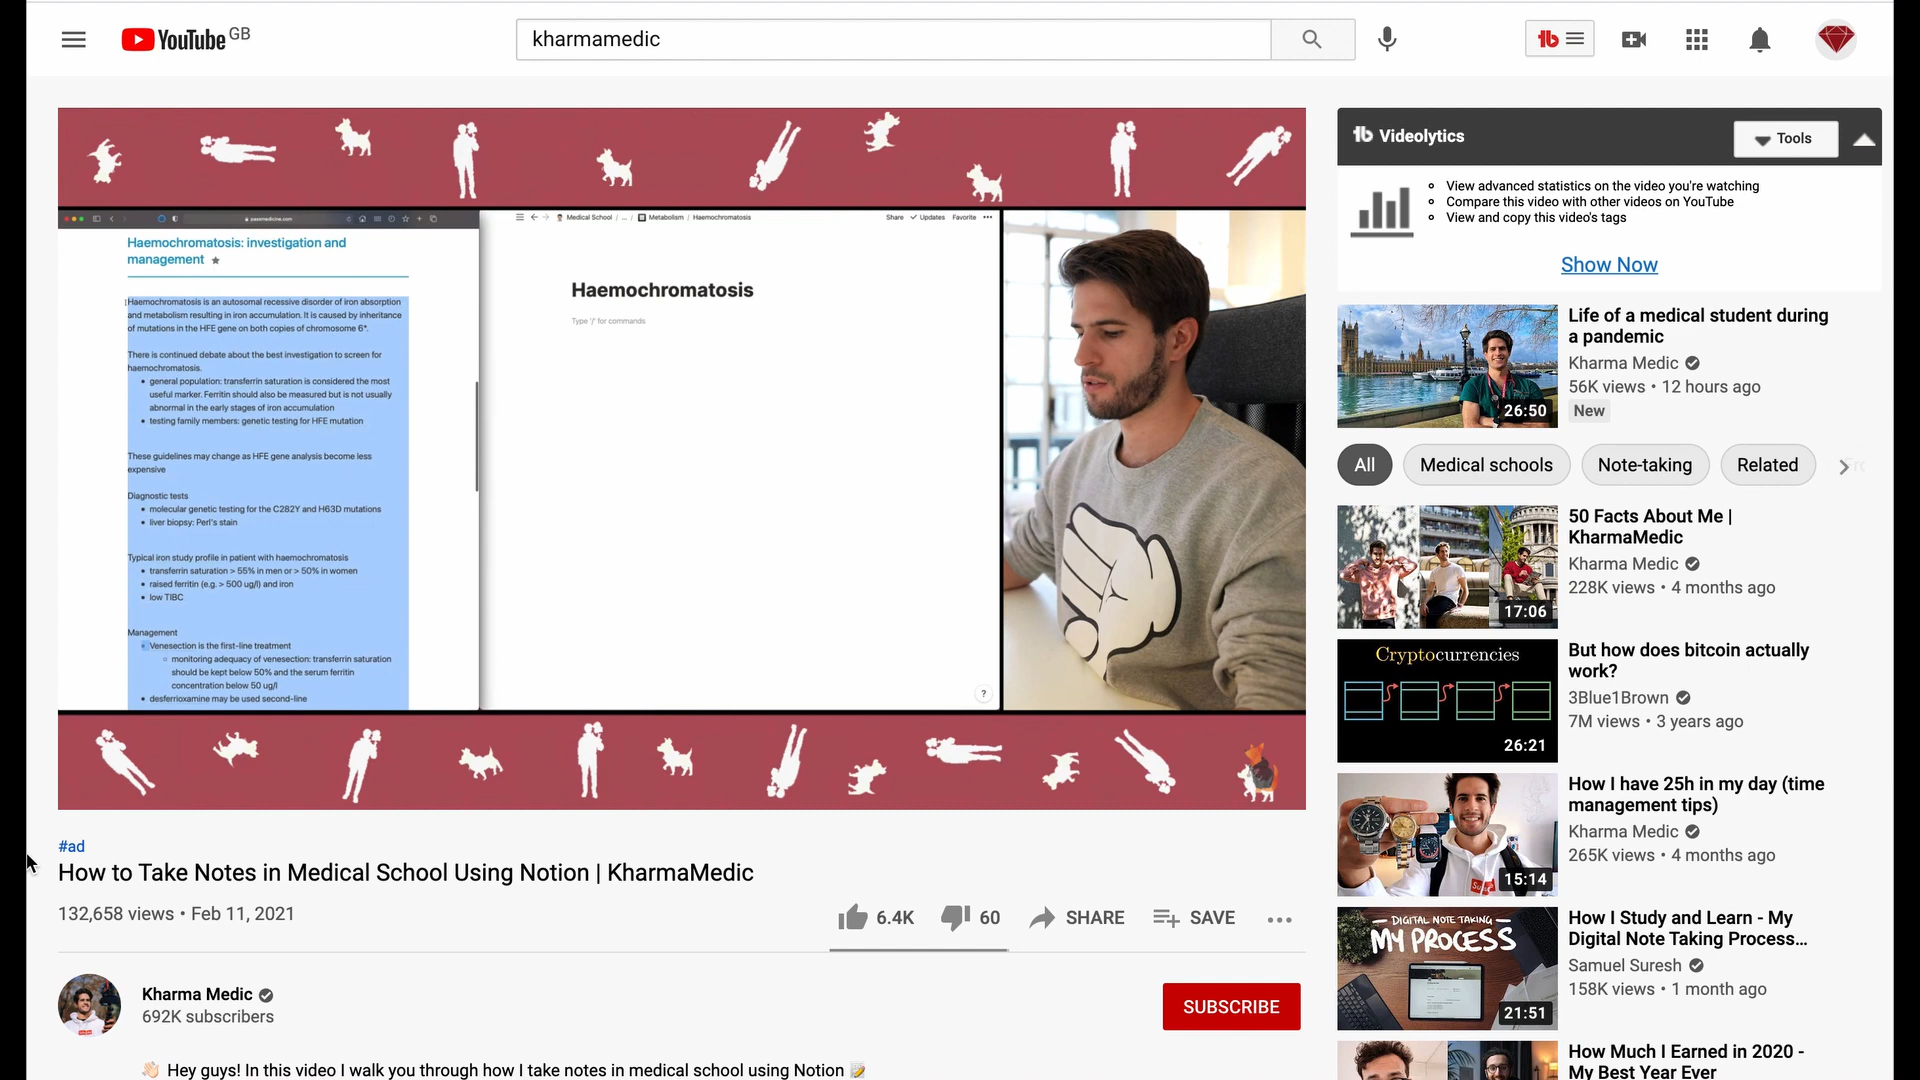 YouTube GB
kharmamedic
Videolytics
Tools
View advanced statistics on the video you're watching
Compare this video with other videos on YouTube
View and copy this video's tags
Show Now
passmedicine.com
Haemochromatosis: investigation and
management
Haemochromatosis is an autosomal recessive disorder of iron absorption
and metabolism resulting in iron accumulation. It is caused by inheritance
of mutations in the HFE gene on both copies of chromosome 6*.
There is continued debate about the best investigation to screen for
haemochromatosis.
general population: transferrin saturation is considered the most
useful marker. Ferritin should also be measured but is not usually
abnormal in the early stages of iron accumulation
testing family members: genetic testing for HFE mutation
These guidelines may change as HFE gene analysis become less
expensive
Diagnostic tests
molecular genetic testing for the C282Y and H63D mutations
liver biopsy: Perl's stain
Typical iron study profile in patient with haemochromatosis
transferrin saturation > 55% in men or > 50% in women
raised ferritin (e.g. > 500 ug/l) and iron
low TIBC
Management
Venesection is the first-line treatment
monitoring adequacy of venesection: transferrin saturation
should be kept below 50% and the serum ferritin
concentration below 50 ug/l
desferrioxamine may be used second-line
Medical School / ... / Metabolism / Haemochromatosis
Share Updates Favorite
Haemochromatosis
Type '/' for commands
?
#ad
How to Take Notes in Medical School Using Notion | KharmaMedic
132,658 views • Feb 11, 2021
6.4K 60 SHARE SAVE
Kharma Medic
692K subscribers
SUBSCRIBE
👋🏻 Hey guys! In this video I walk you through how I take notes in medical school using Notion 📝
Life of a medical student during
a pandemic
Kharma Medic
56K views • 12 hours ago
New
26:50
All Medical schools Note-taking Related
50 Facts About Me |
KharmaMedic
Kharma Medic
228K views • 4 months ago
17:06
Cryptocurrencies
26:21
But how does bitcoin actually
work?
3Blue1Brown
7M views • 3 years ago
How I have 25h in my day (time
management tips)
Kharma Medic
265K views • 4 months ago
15:14
DIGITAL NOTE TAKING
MY PROCESS
21:51
How I Study and Learn - My
Digital Note Taking Process...
Samuel Suresh
158K views • 1 month ago
How Much I Earned in 2020 -
My Best Year Ever